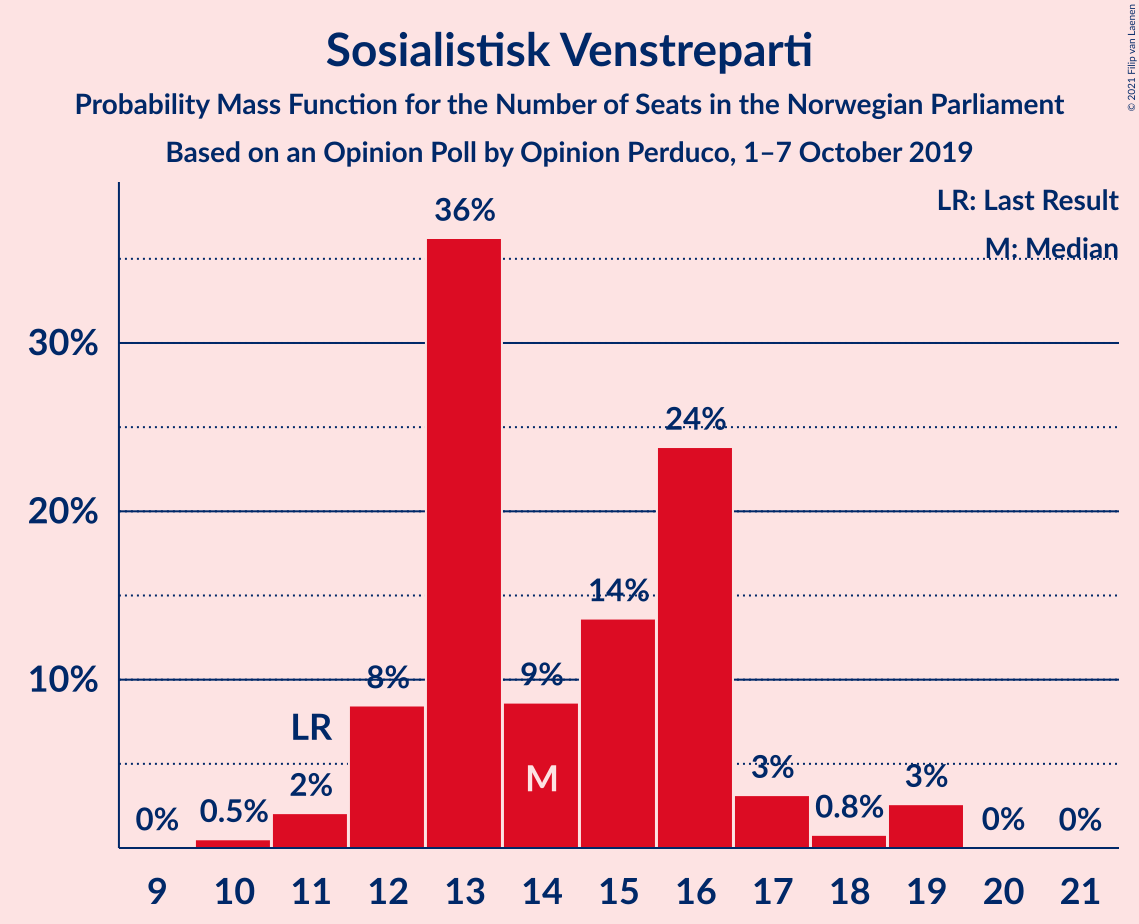 Sosialistisk Venstreparti
Probability Mass Function for the Number of Seats in the Norwegian Parliament
Based on an Opinion Poll by Opinion Perduco, 1–7 October 2019
© 2021 Filip van Laenen
LR: Last Result
M: Median
30%
20%
10%
0%
0.5%
2%
LR
8%
36%
9%
M
14%
24%
3%
0.8%
3%
0%
0%
9 10 11 12 13 14 15 16 17 18 19 20 21